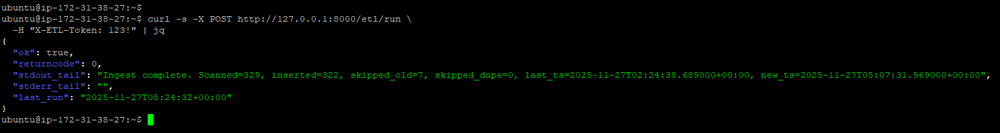 ubuntu@ip-172-31-38-27:~$
ubuntu@ip-172-31-38-27:~$ curl -s -X POST http://127.0.0.1:8000/etl/run \
  -H "X-ETL-Token: 123!" | jq
{
  "ok": true,
  "returncode": 0,
  "stdout_tail": "Ingest complete. Scanned=329, inserted=322, skipped_old=7, skipped_dupe=0, last_ts=2025-11-27T02:24:38.689000+00:00, new_ts=2025-11-27T05:07:31.969000+00:00",
  "stderr_tail": "",
  "last_run": "2025-11-27T05:24:32+00:00"
}
ubuntu@ip-172-31-38-27:~$